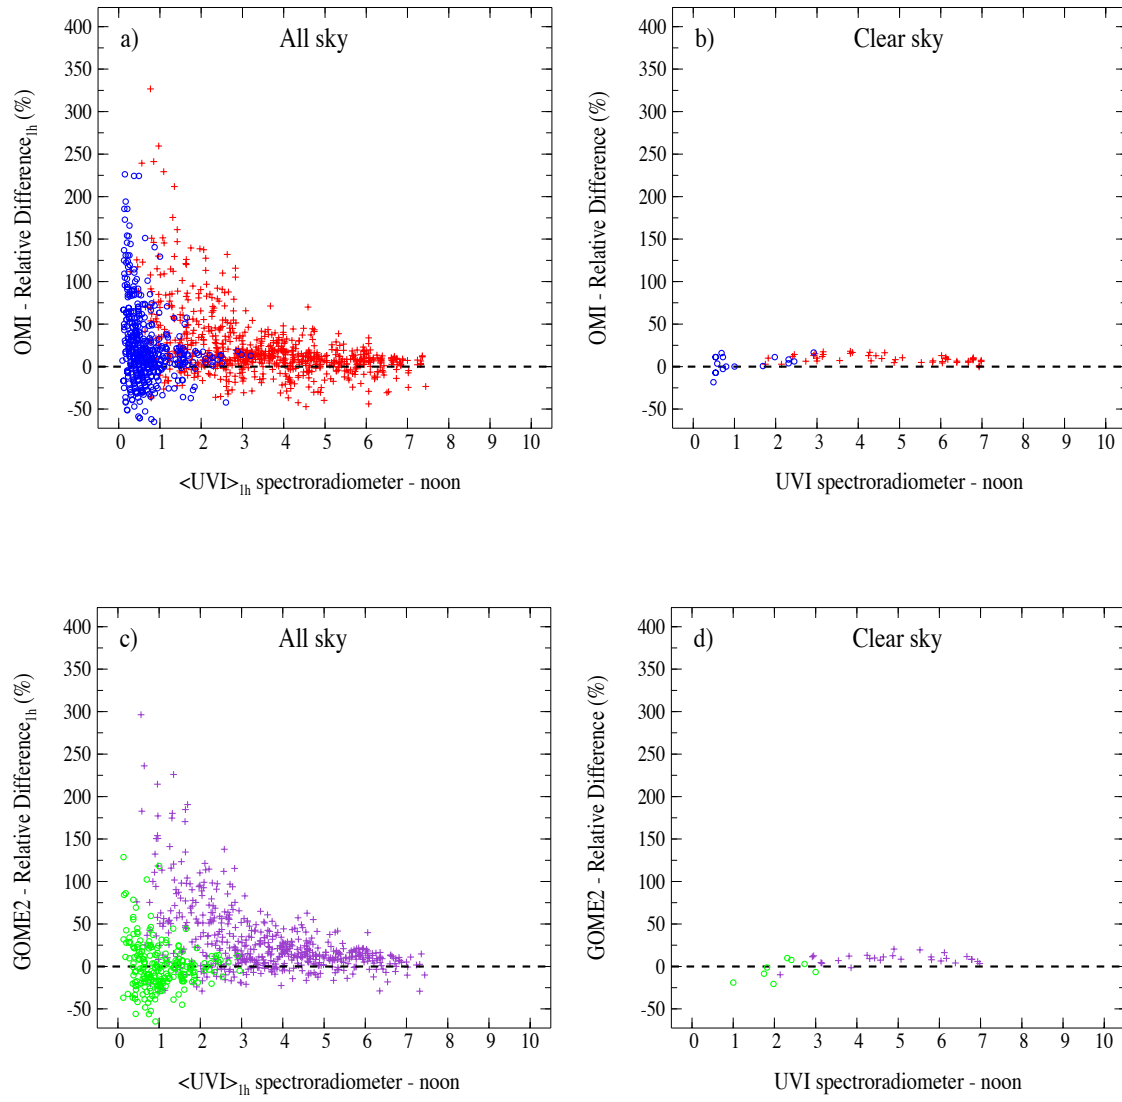 a) All sky
400
350
300
250
200
150
100
50
0
-50
OMI - Relative Difference1h (%)
0 1 2 3 4 5 6 7 8 9 10
<UVI>1h spectroradiometer - noon
b) Clear sky
400
350
300
250
200
150
100
50
0
-50
OMI - Relative Difference (%)
0 1 2 3 4 5 6 7 8 9 10
UVI spectroradiometer - noon
c) All sky
400
350
300
250
200
150
100
50
0
-50
GOME2 - Relative Difference1h (%)
0 1 2 3 4 5 6 7 8 9 10
<UVI>1h spectroradiometer - noon
d) Clear sky
400
350
300
250
200
150
100
50
0
-50
GOME2 - Relative Difference (%)
0 1 2 3 4 5 6 7 8 9 10
UVI spectroradiometer - noon